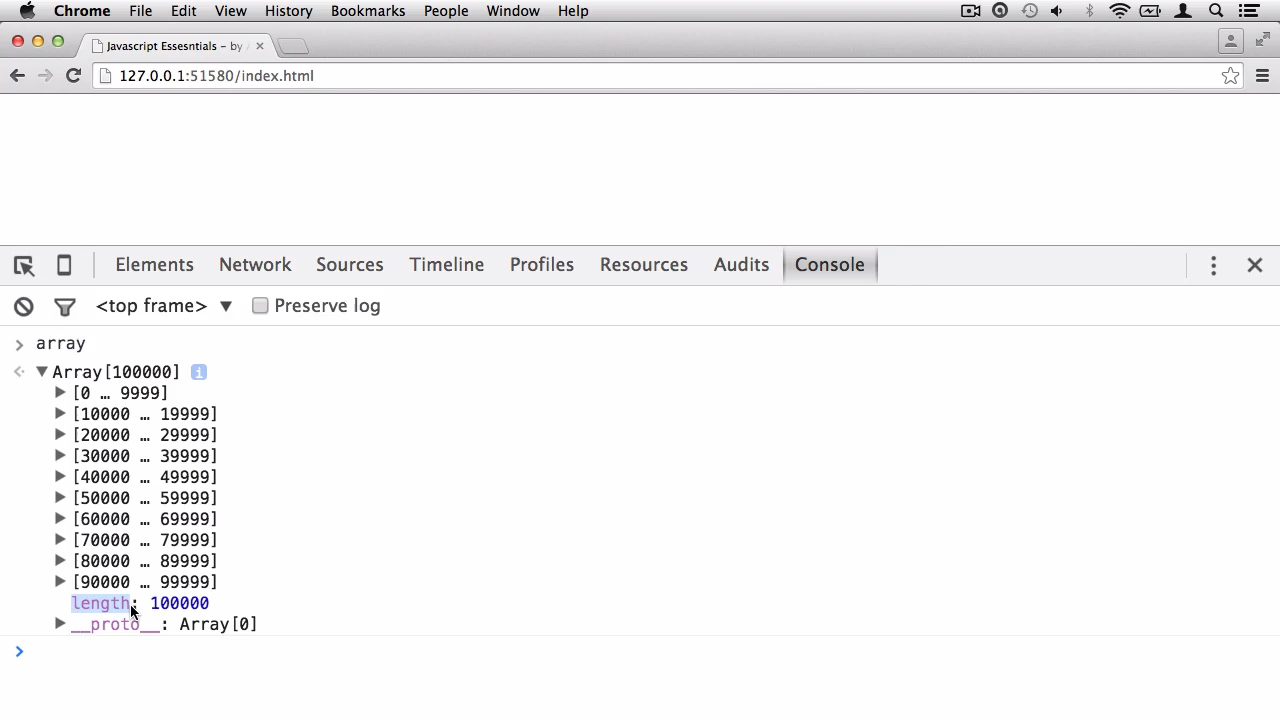 Chrome File Edit View History Bookmarks People Window Help
Javascript Essesntials – by
127.0.0.1:51580/index.html
Elements Network Sources Timeline Profiles Resources Audits Console
<top frame> ▼ Preserve log
> array
▼ Array[100000] i
▶ [0 … 9999]
▶ [10000 … 19999]
▶ [20000 … 29999]
▶ [30000 … 39999]
▶ [40000 … 49999]
▶ [50000 … 59999]
▶ [60000 … 69999]
▶ [70000 … 79999]
▶ [80000 … 89999]
▶ [90000 … 99999]
length: 100000
▶ __proto__: Array[0]
>